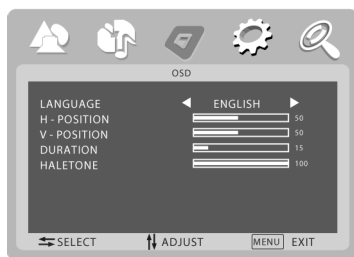 OSD
LANGUAGE ENGLISH
H - POSITION 50
V - POSITION 50
DURATION 15
HALETONE 100
SELECT ADJUST MENU EXIT